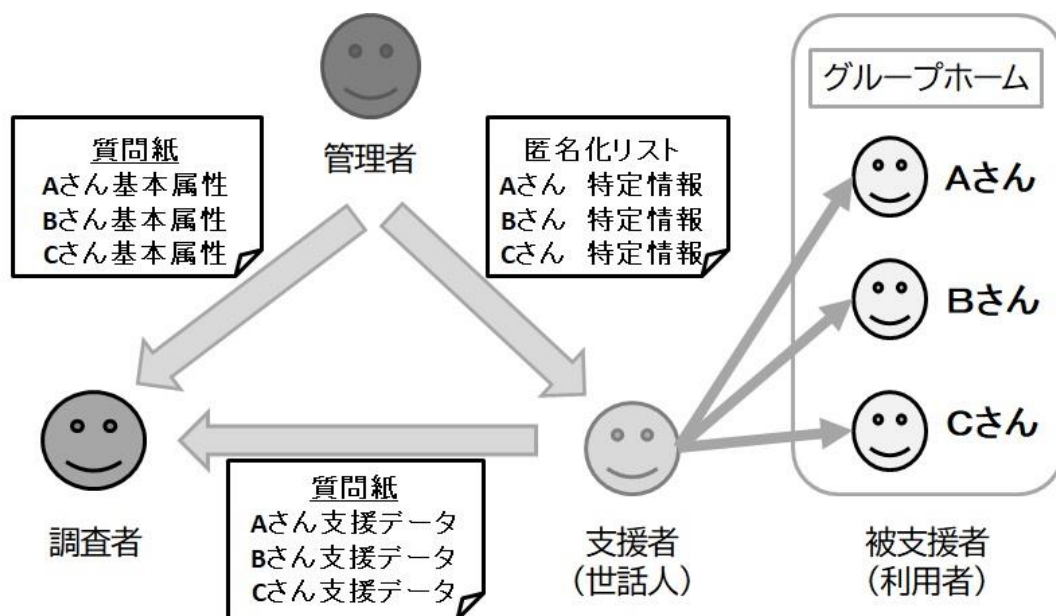 グループホーム
管理者
質問紙
Aさん基本属性
Bさん基本属性
Cさん基本属性
匿名化リスト
Aさん 特定情報
Bさん 特定情報
Cさん 特定情報
Aさん
Bさん
Cさん
質問紙
Aさん支援データ
Bさん支援データ
Cさん支援データ
調査者
支援者
(世話人)
被支援者
(利用者)